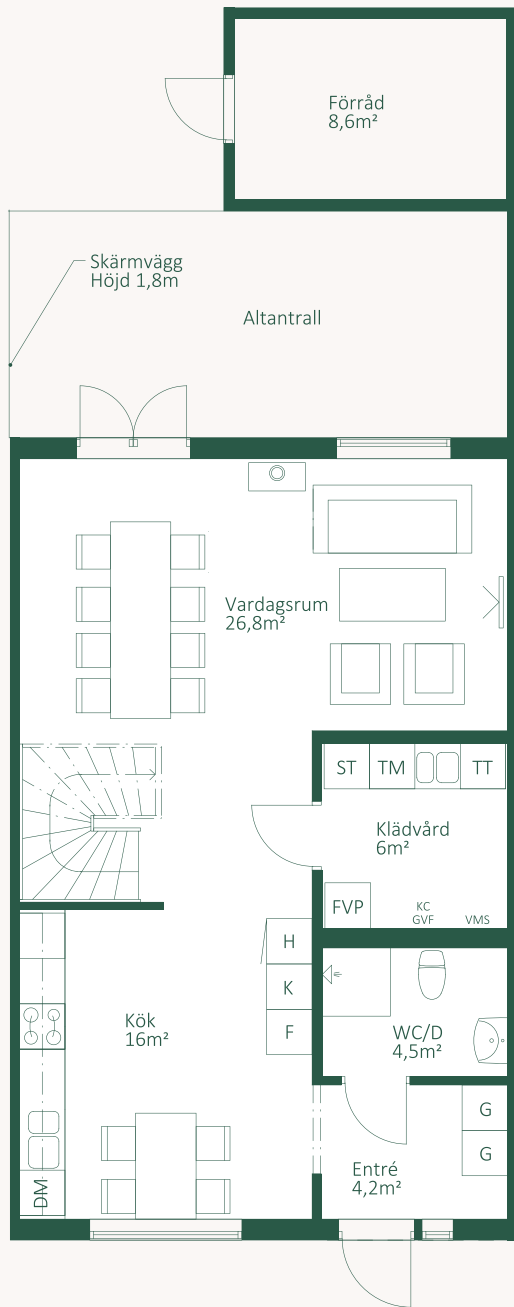 Förråd
8,6m²
Skärmvägg
Höjd 1,8m
Altantrall
Vardagsrum
26,8m²
ST
TM
TT
Klädvård
6m²
FVP
KC
GVF
VMS
H
K
F
Kök
16m²
WC/D
4,5m²
G
G
Entré
4,2m²
DM